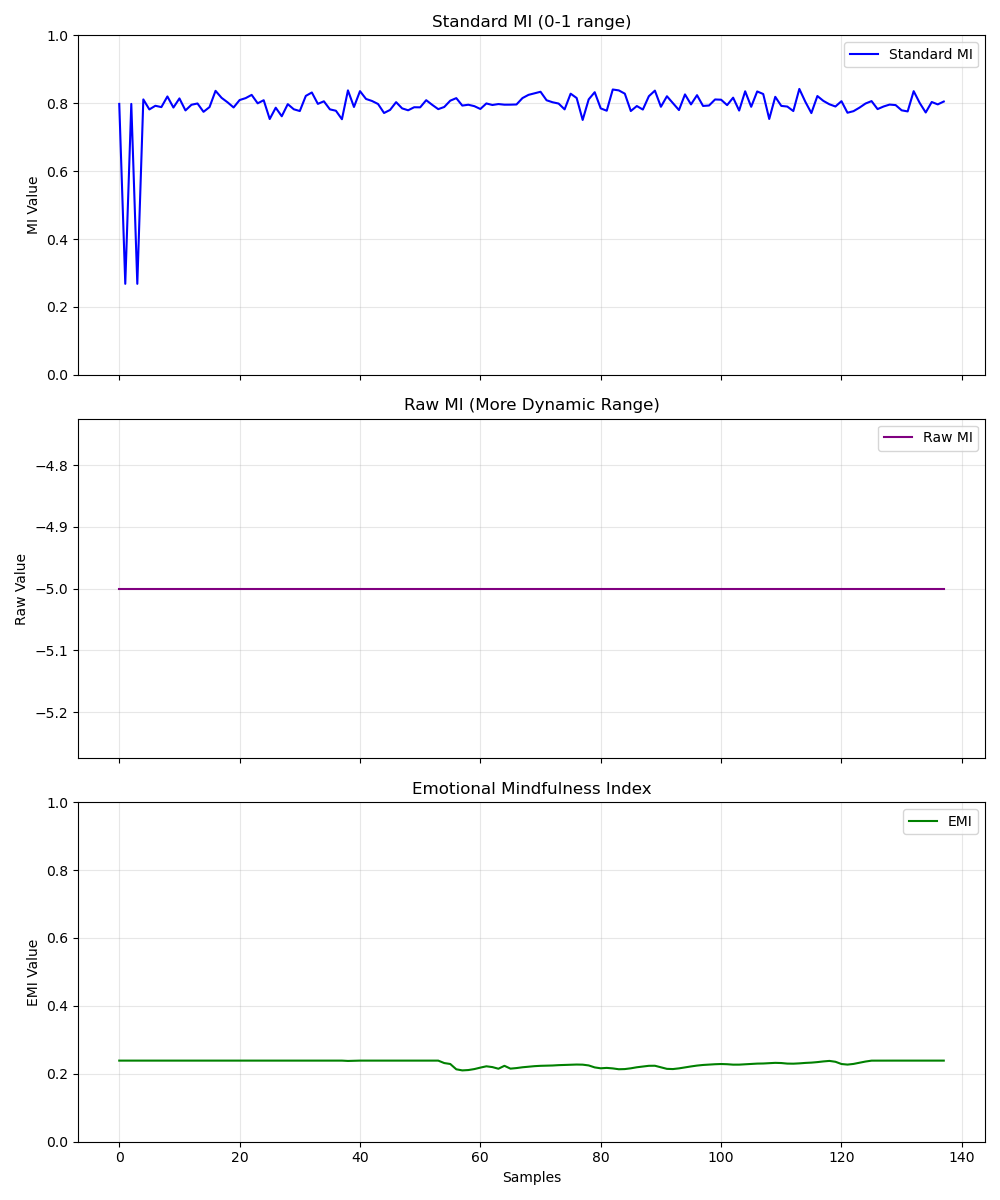 Standard MI (0-1 range)
1.0
0.8
0.6
0.4
0.2
0.0
MI Value
Standard MI
Raw MI (More Dynamic Range)
−4.8
−4.9
−5.0
−5.1
−5.2
Raw Value
Raw MI
Emotional Mindfulness Index
1.0
0.8
0.6
0.4
0.2
0.0
EMI Value
EMI
0 20 40 60 80 100 120 140
Samples